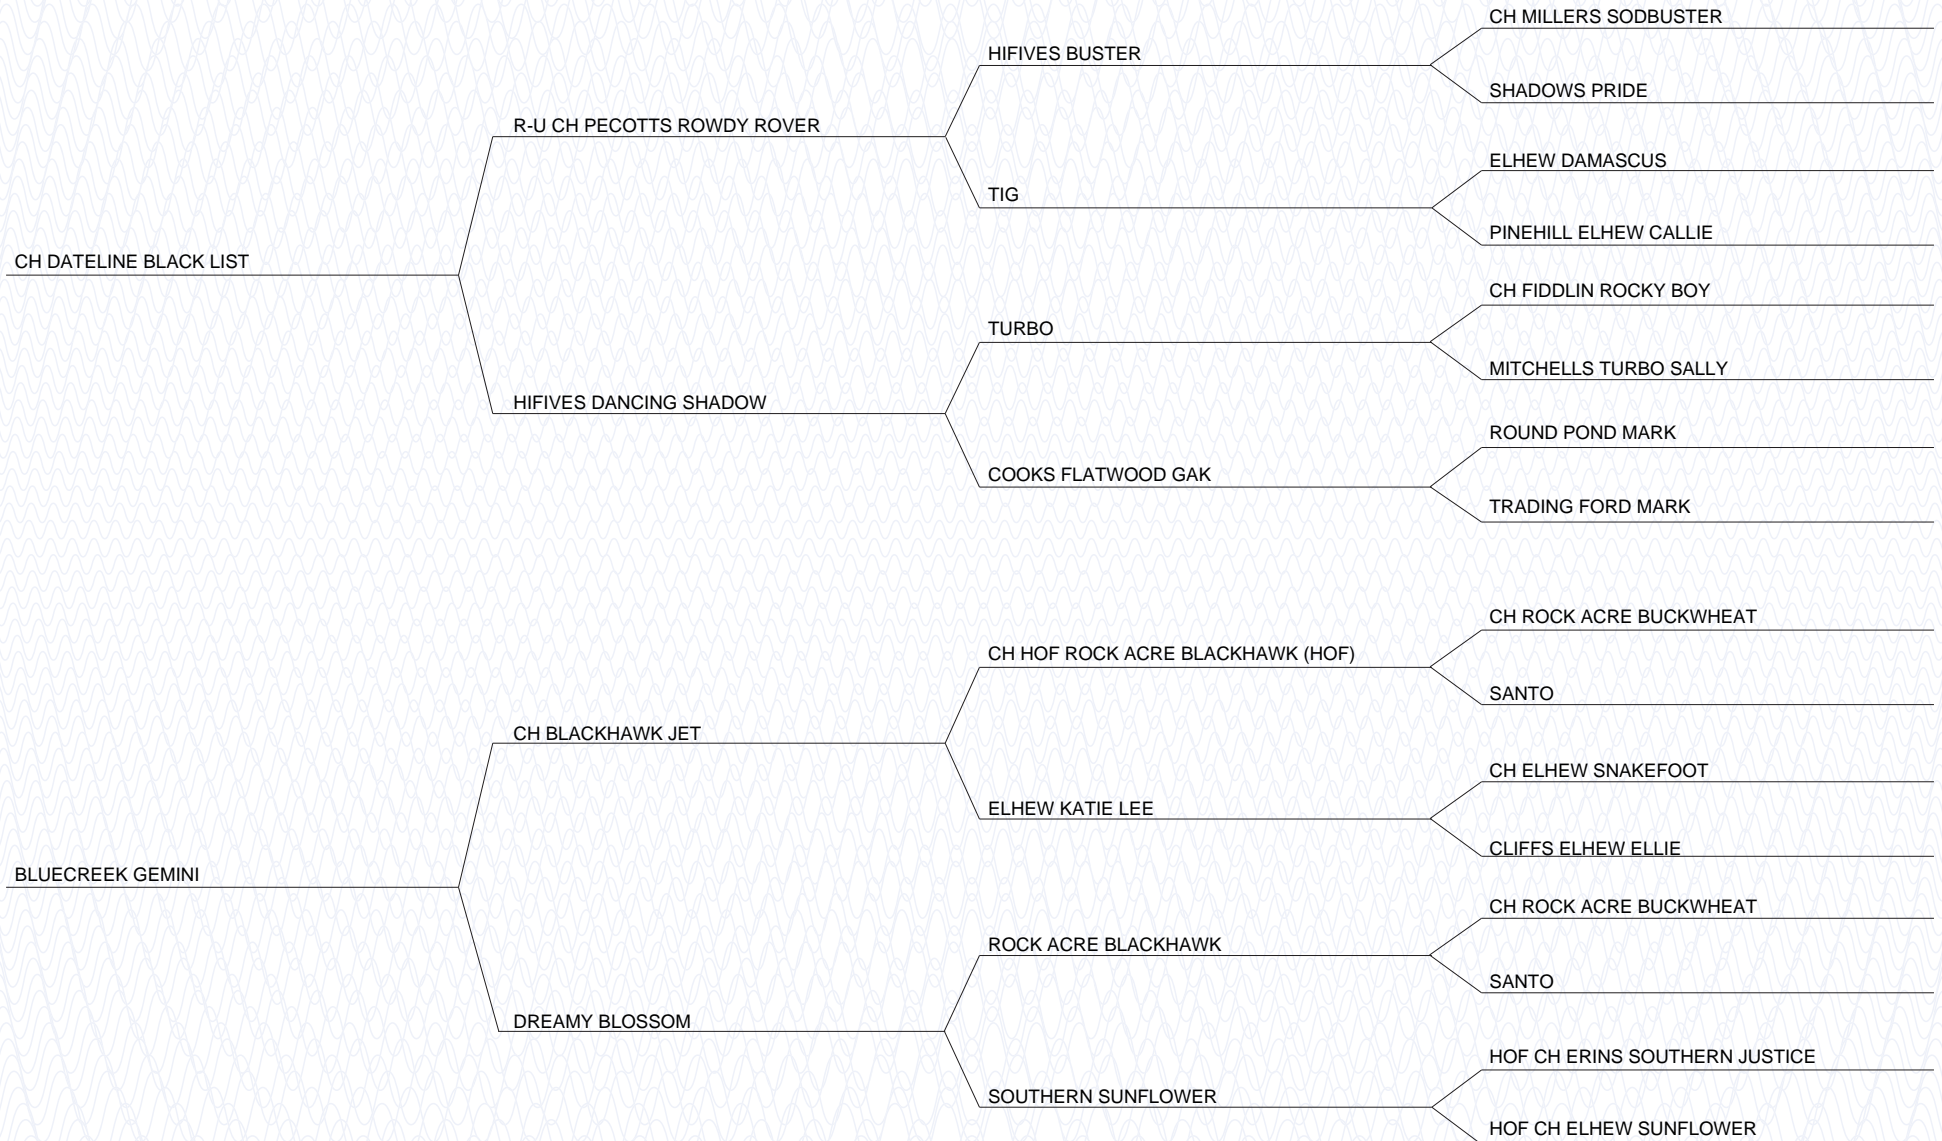 CH MILLERS SODBUSTER
HIFIVES BUSTER
SHADOWS PRIDE
R-U CH PECOTTS ROWDY ROVER
ELHEW DAMASCUS
TIG
PINEHILL ELHEW CALLIE
CH DATELINE BLACK LIST
CH FIDDLIN ROCKY BOY
TURBO
MITCHELLS TURBO SALLY
HIFIVES DANCING SHADOW
ROUND POND MARK
COOKS FLATWOOD GAK
TRADING FORD MARK
CH ROCK ACRE BUCKWHEAT
CH HOF ROCK ACRE BLACKHAWK (HOF)
SANTO
CH BLACKHAWK JET
CH ELHEW SNAKEFOOT
ELHEW KATIE LEE
CLIFFS ELHEW ELLIE
BLUECREEK GEMINI
CH ROCK ACRE BUCKWHEAT
ROCK ACRE BLACKHAWK
SANTO
DREAMY BLOSSOM
HOF CH ERINS SOUTHERN JUSTICE
SOUTHERN SUNFLOWER
HOF CH ELHEW SUNFLOWER